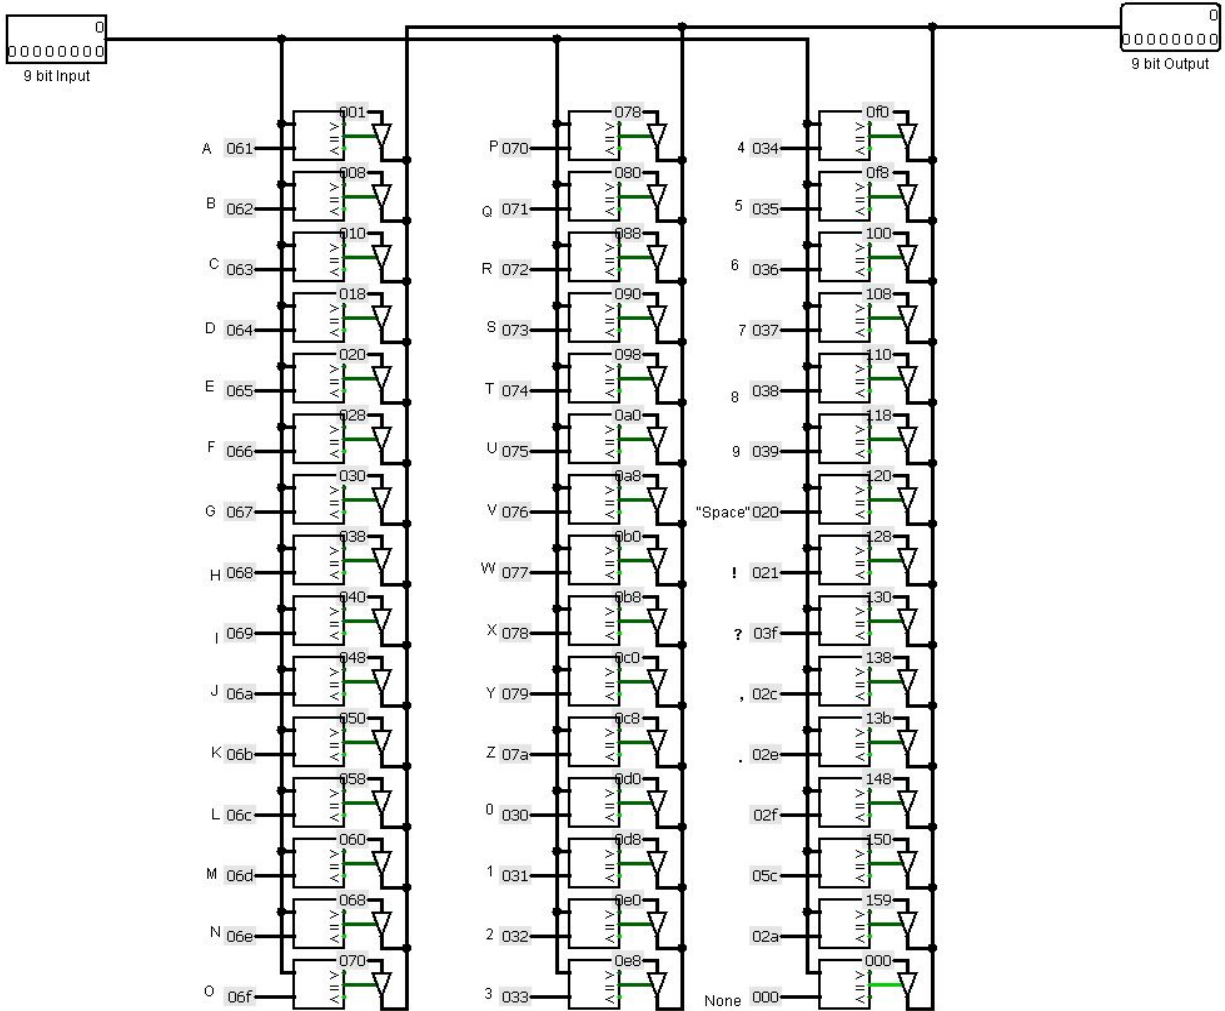 0 0
00000000 00000000
9 bit Input 9 bit Output
001 078 0f0
A 061 P 070 4 034
008 080 0f8
B 062 Q 071 5 035
010 088 100
C 063 R 072 6 036
018 090 108
D 064 S 073 7 037
020 098 110
E 065 T 074 8 038
028 0a0 118
F 066 U 075 9 039
030 0a8 120
G 067 V 076 "Space" 020
038 0b0 128
H 068 W 077 ! 021
040 0b8 130
I 069 X 078 ? 03f
048 0c0 138
J 06a Y 079 , 02c
050 0c8 13b
K 06b Z 07a . 02e
058 0d0 148
L 06c 0 030 02f
060 0d8 150
M 06d 1 031 05c
068 0e0 159
N 06e 2 032 02a
070 0e8 000
O 06f 3 033 None 000